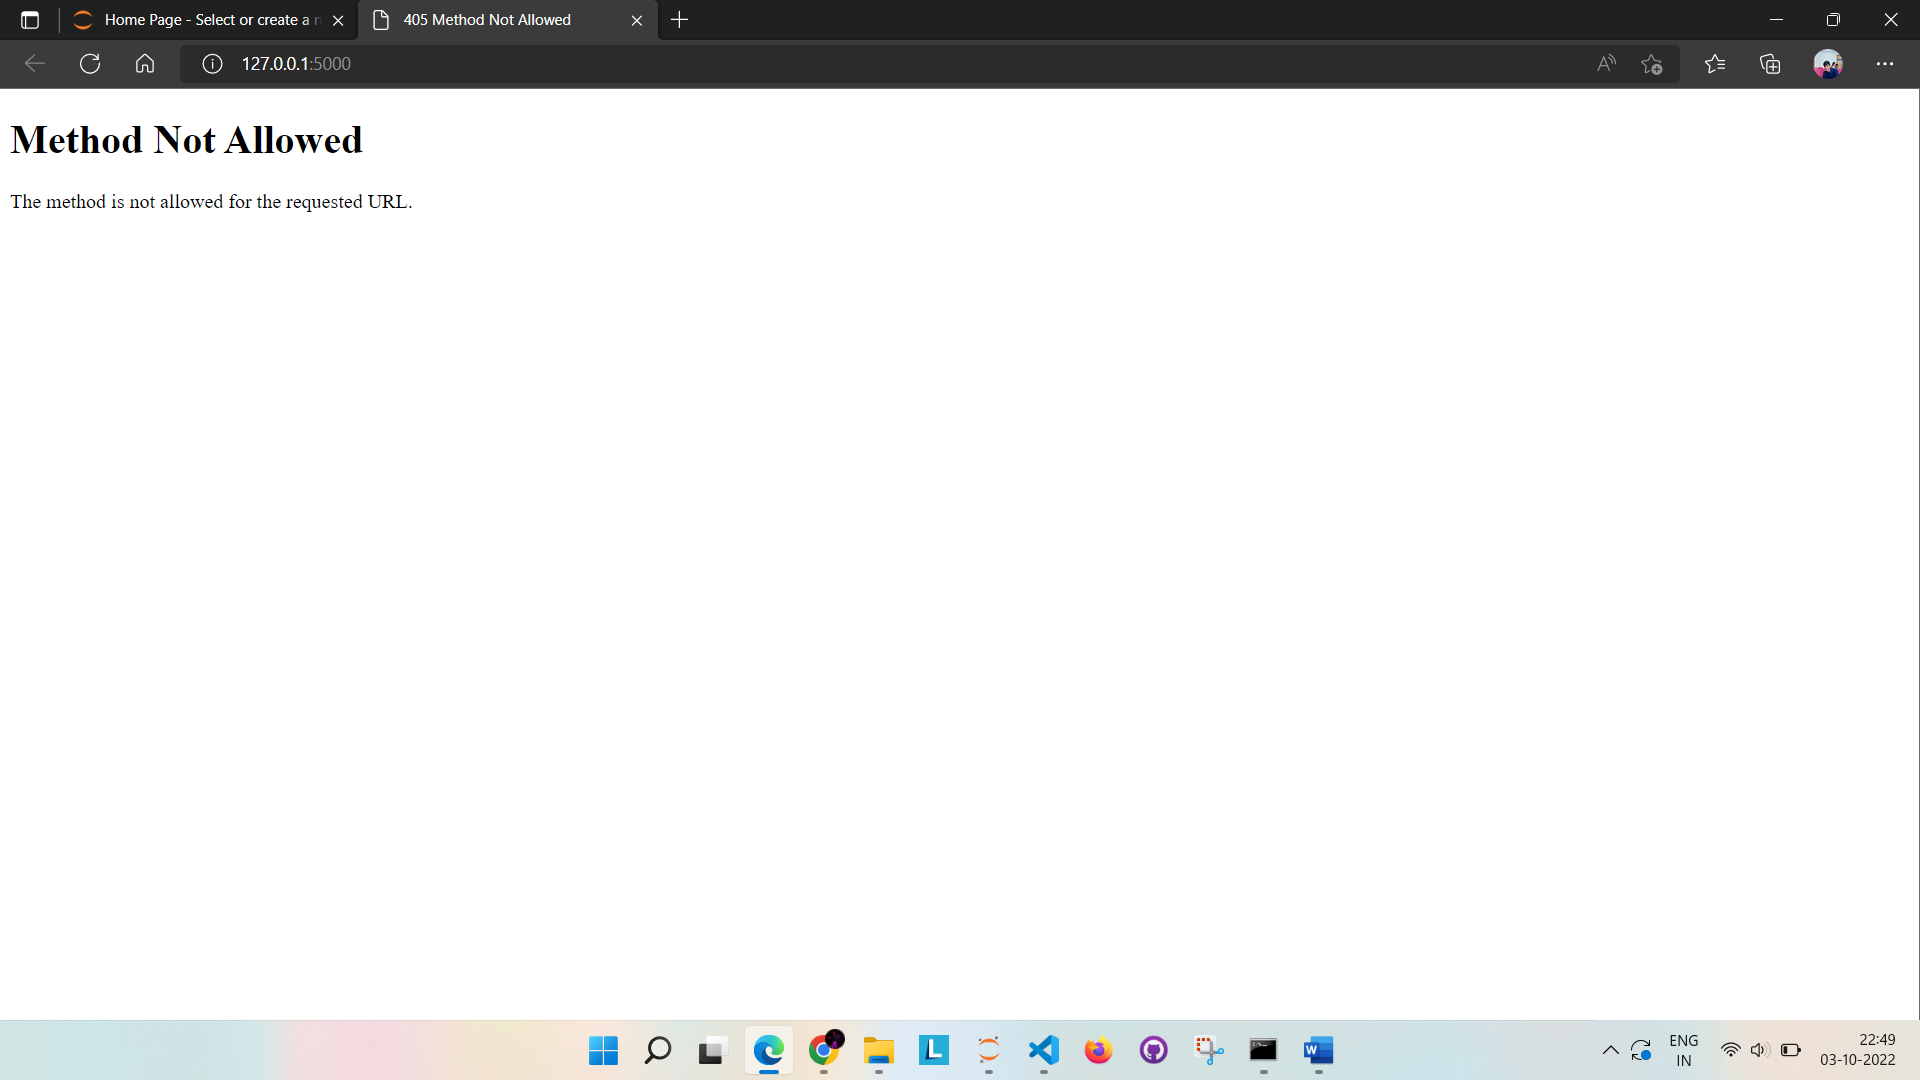 Home Page - Select or create a n
405 Method Not Allowed
127.0.0.1:5000
Method Not Allowed
The method is not allowed for the requested URL.
ENG
IN
22:49
03-10-2022